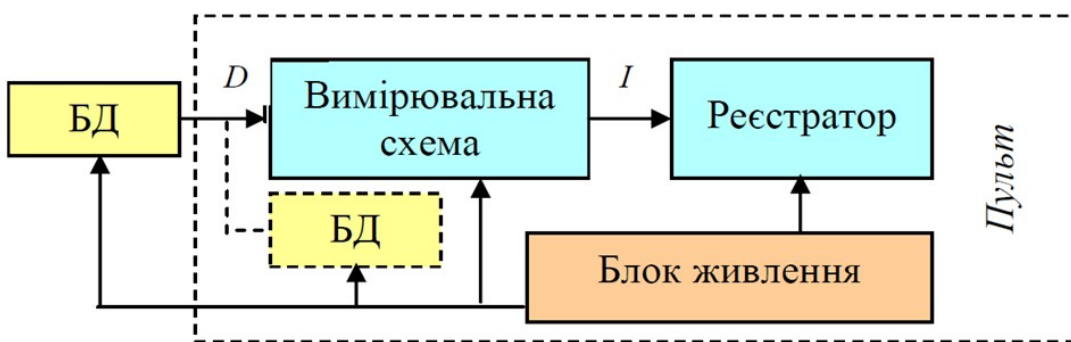 D
I
БД
Вимірювальна
схема
Реєстратор
Пульт
БД
Блок живлення